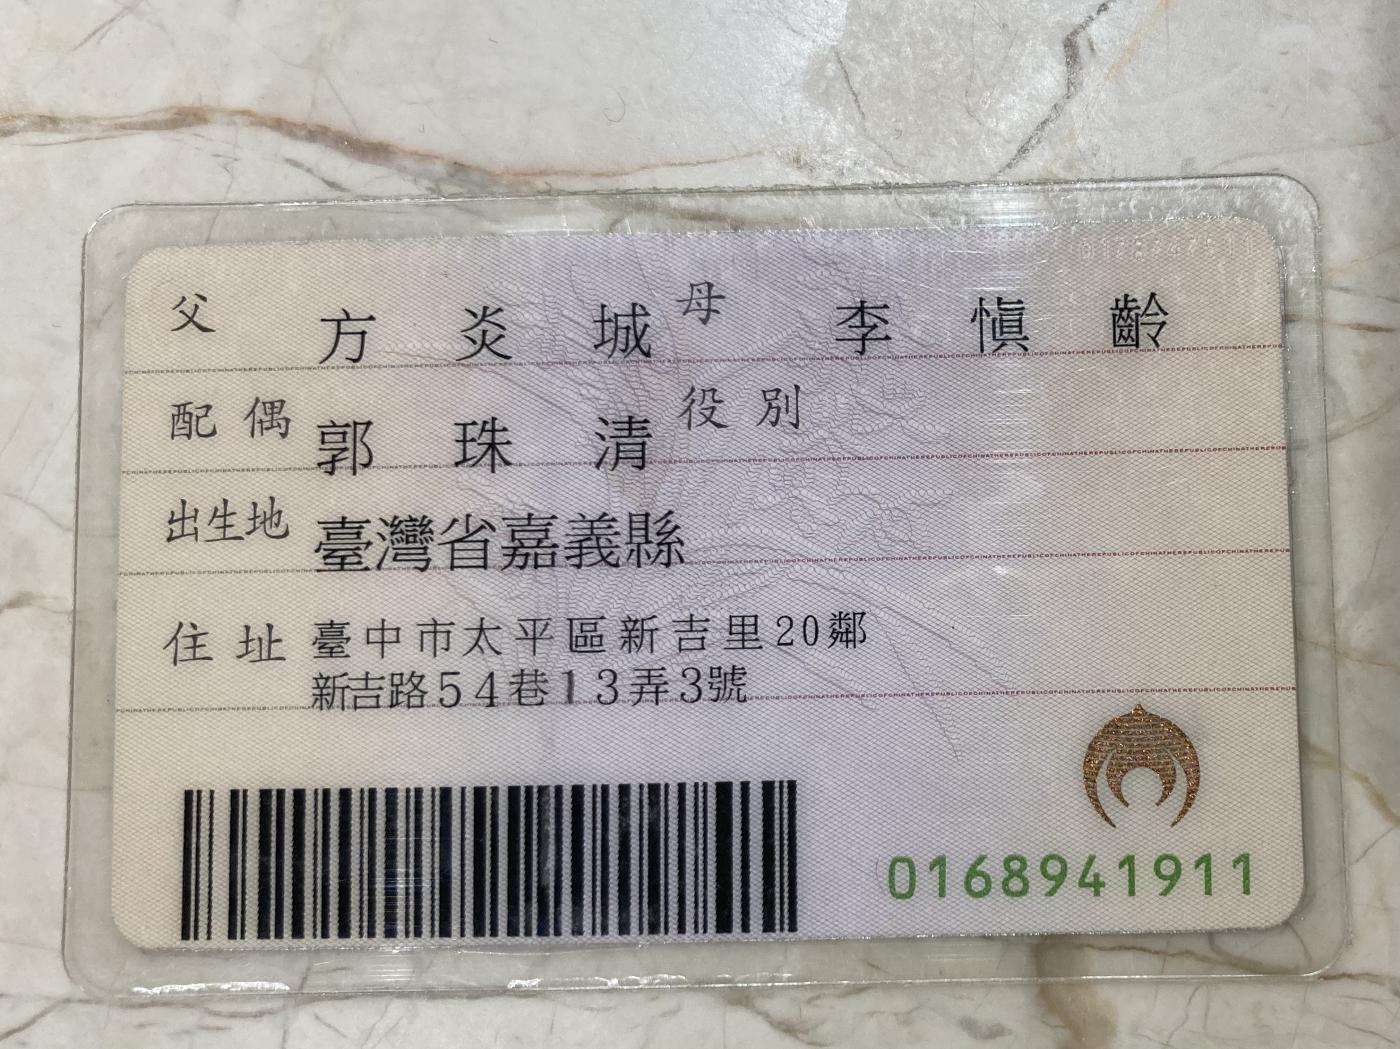 父 方炎城 母 李慎齡
配偶 郭珠清 役別
出生地 臺灣省嘉義縣
住址 臺中市太平區新吉里20鄰
新吉路54巷13弄3號
0168941911